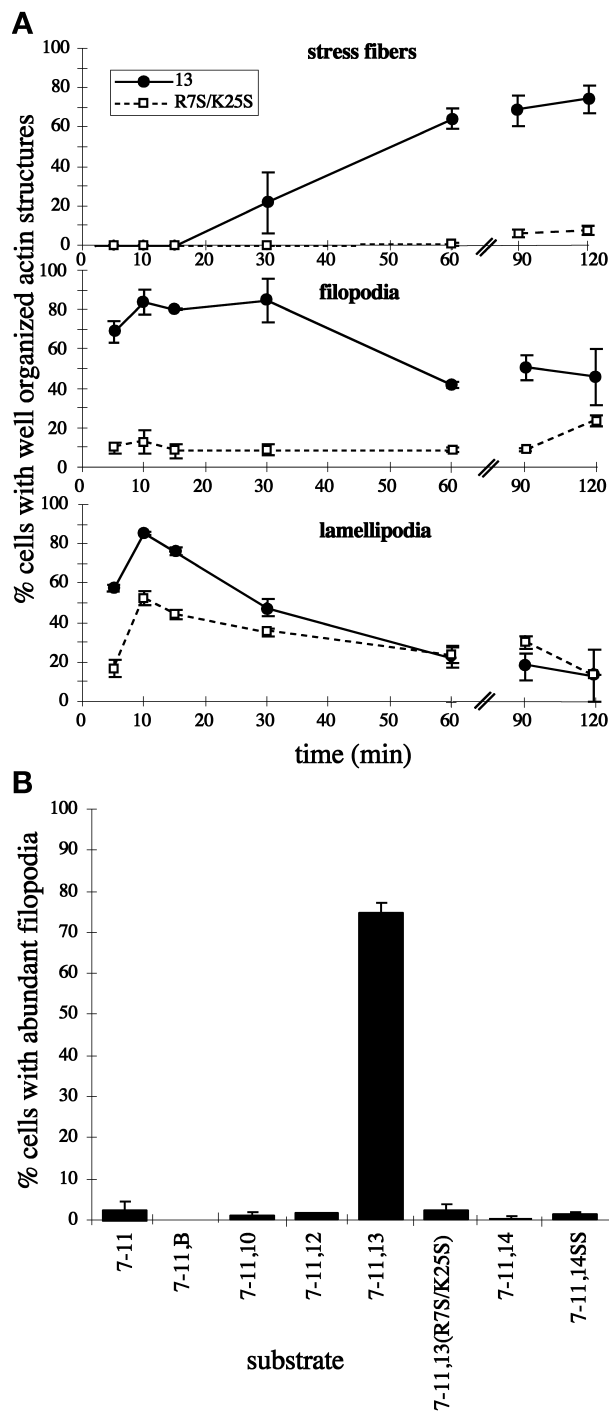 A
% cells with well organized actin structures
stress fibers
13
R7S/K25S
100
80
60
40
20
0
0 10 20 30 40 50 60 90 120
filopodia
100
80
60
40
20
0
0 10 20 30 40 50 60 90 120
lamellipodia
100
80
60
40
20
0
0 10 20 30 40 50 60 90 120
time (min)
B
% cells with abundant filopodia
100
90
80
70
60
50
40
30
20
10
0
7-11
7-11,B
7-11,10
7-11,12
7-11,13
7-11,13(R7S/K25S)
7-11,14
7-11,14SS
substrate